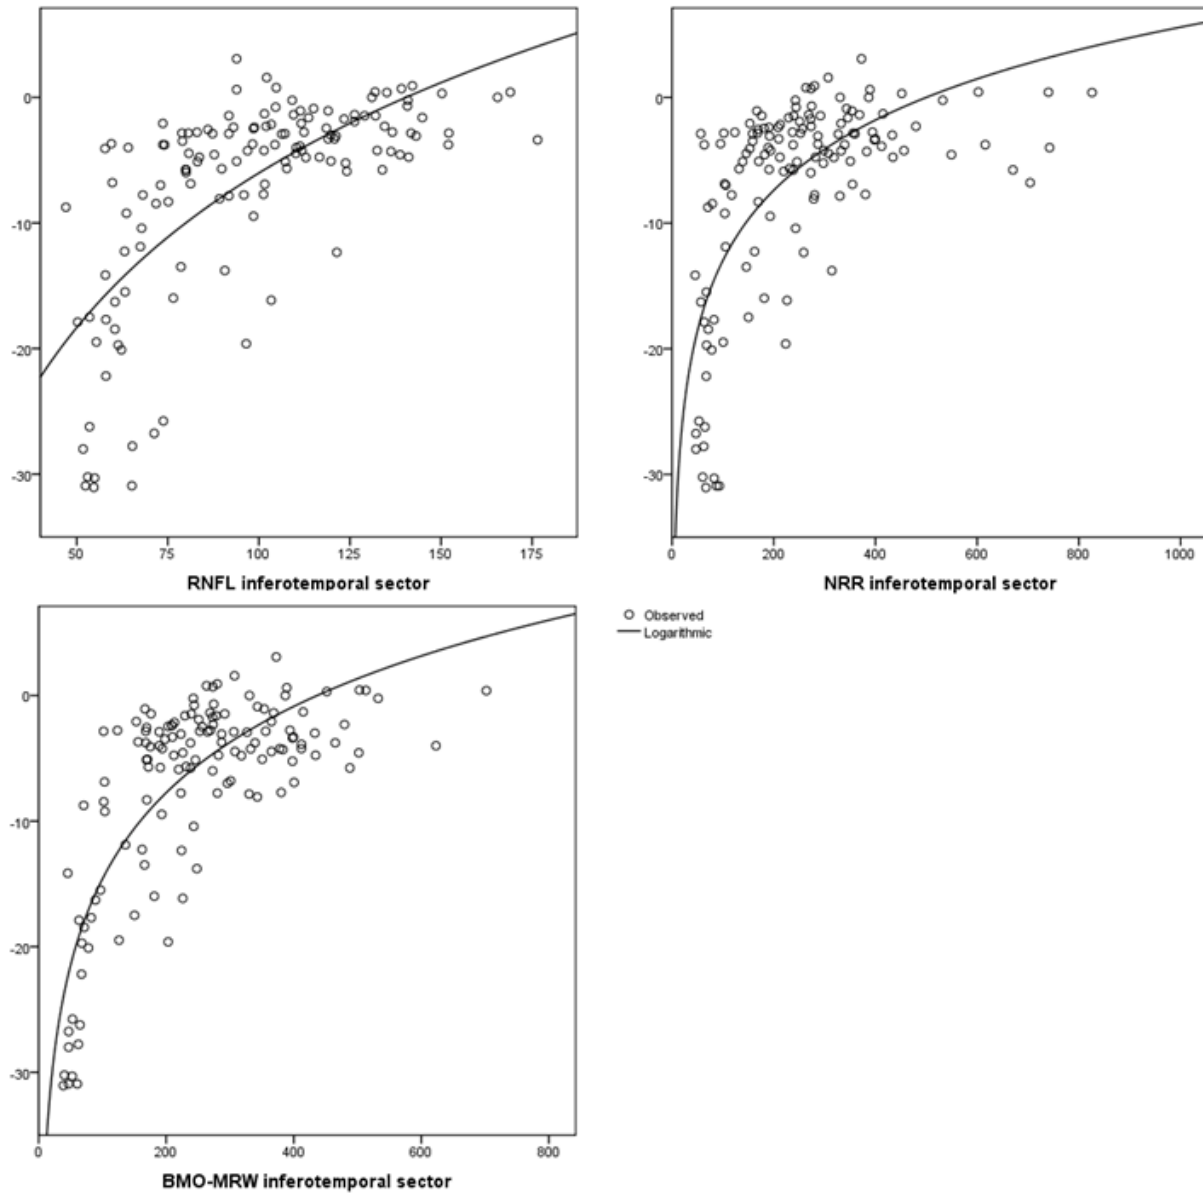 0
-10
-20
-30
50 75 100 125 150 175
RNFL inferotemporal sector
0
-10
-20
-30
0 200 400 600 800 1000
NRR inferotemporal sector
Observed
Logarithmic
0
-10
-20
-30
0 200 400 600 800
BMO-MRW inferotemporal sector